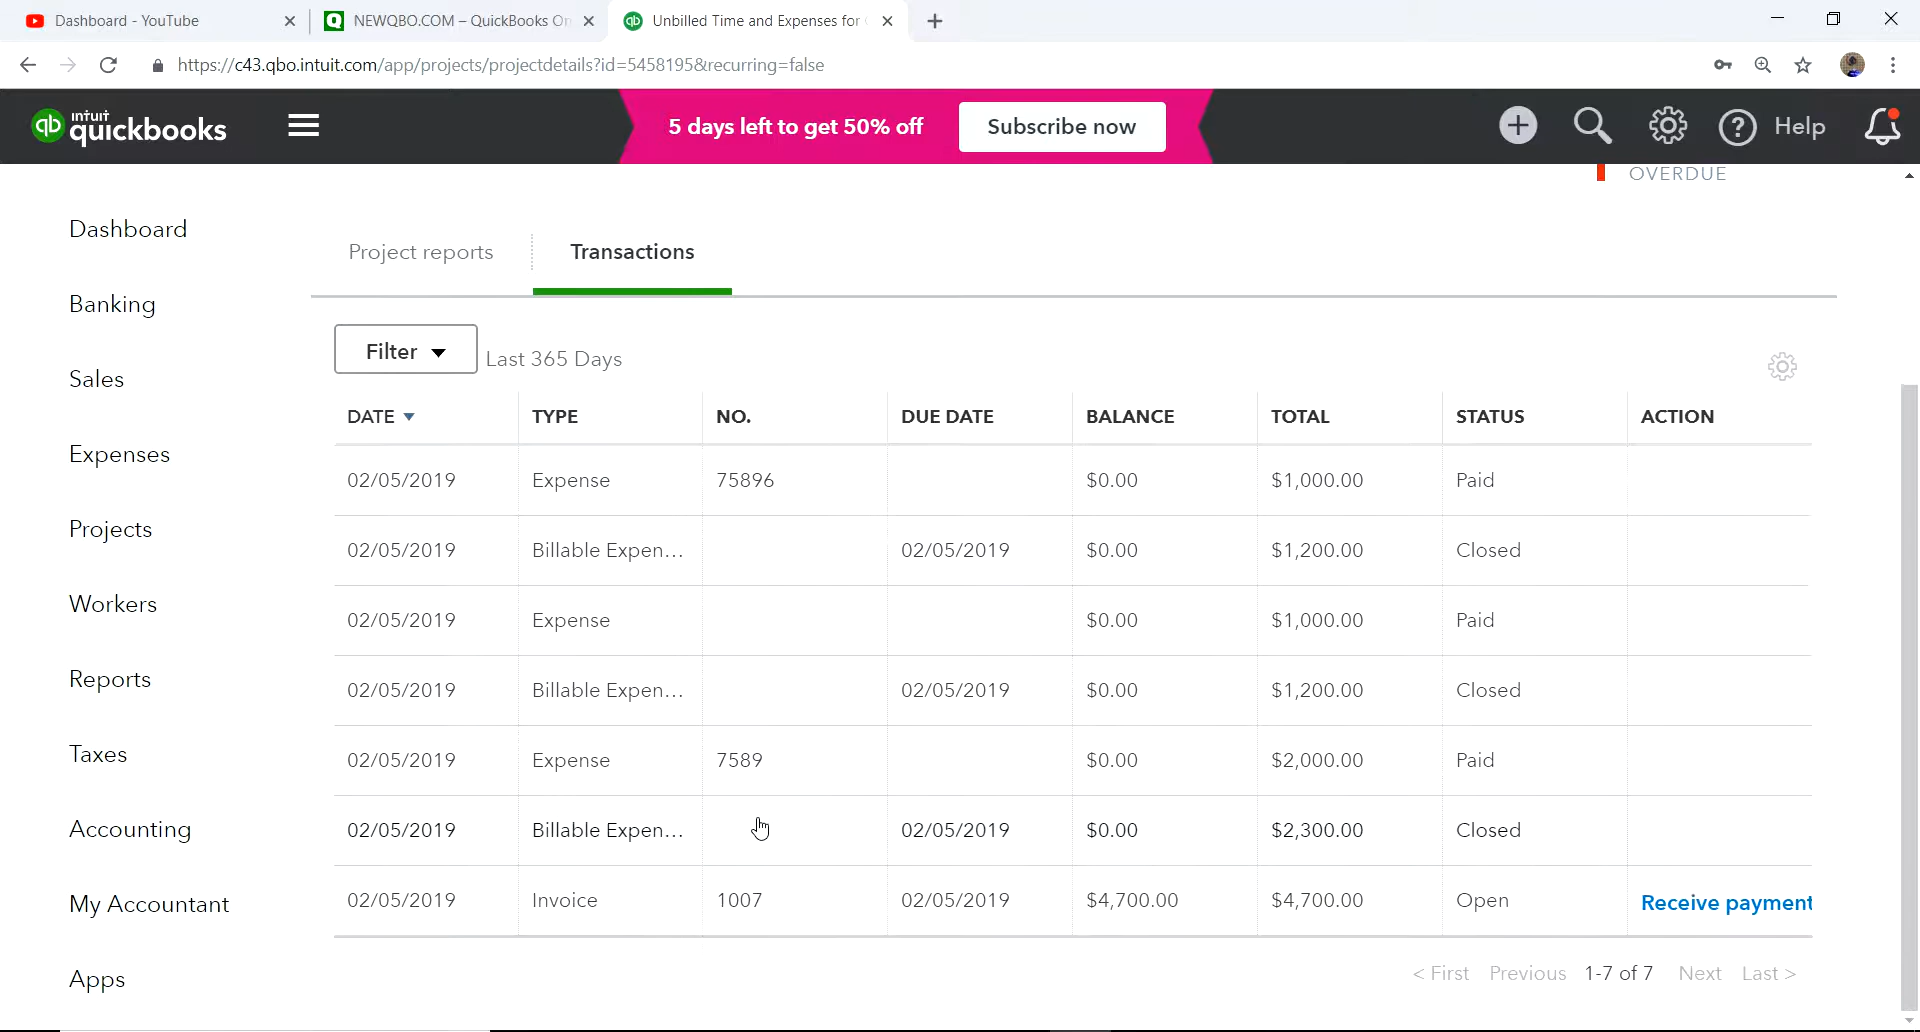 Dashboard - YouTube
NEWQBO.COM – QuickBooks On
Unbilled Time and Expenses for
https://c43.qbo.intuit.com/app/projects/projectdetails?id=5458195&recurring=false
qb intuit quickbooks
5 days left to get 50% off
Subscribe now
Help
OVERDUE
Dashboard
Banking
Sales
Expenses
Projects
Workers
Reports
Taxes
Accounting
My Accountant
Apps
Project reports
Transactions
Filter
Last 365 Days
DATE TYPE NO. DUE DATE BALANCE TOTAL STATUS ACTION
02/05/2019 Expense 75896 $0.00 $1,000.00 Paid
02/05/2019 Billable Expen... 02/05/2019 $0.00 $1,200.00 Closed
02/05/2019 Expense $0.00 $1,000.00 Paid
02/05/2019 Billable Expen... 02/05/2019 $0.00 $1,200.00 Closed
02/05/2019 Expense 7589 $0.00 $2,000.00 Paid
02/05/2019 Billable Expen... 02/05/2019 $0.00 $2,300.00 Closed
02/05/2019 Invoice 1007 02/05/2019 $4,700.00 $4,700.00 Open Receive payment
< First Previous 1-7 of 7 Next Last >